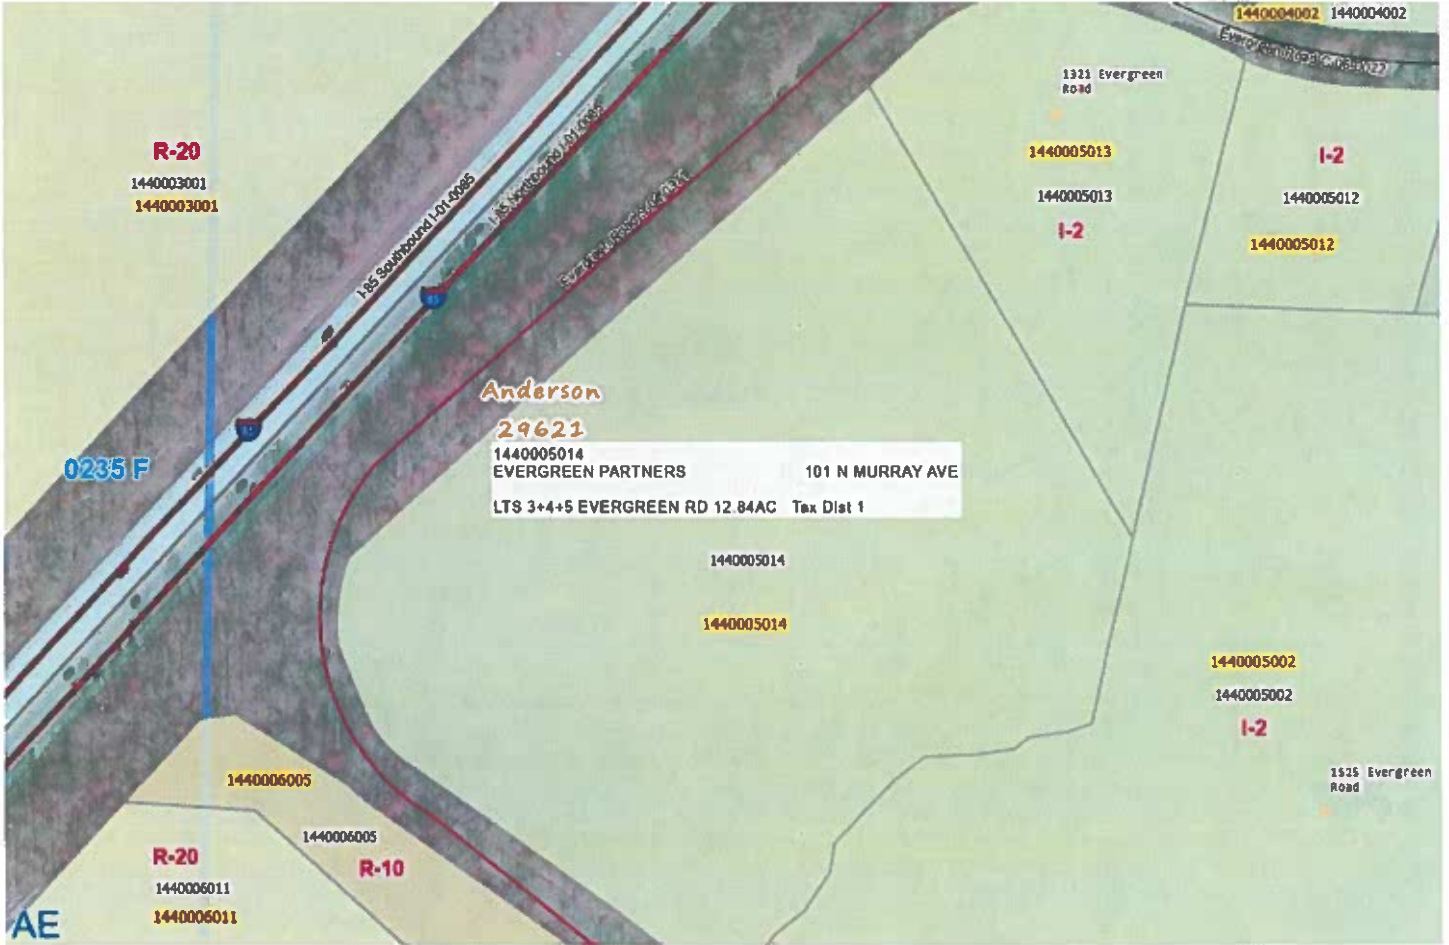 1440004002 1440004002
1321 Evergreen
Road
R-20
1440003001
1440003001
1440005013
1440005013
I-2
I-2
1440005012
1440005012
I-85 Southbound I-01-0085
I-85 Northbound I-01-0085
85
85
0235 F
Anderson
29621
1440005014
EVERGREEN PARTNERS 101 N MURRAY AVE
LTS 3+4+5 EVERGREEN RD 12.84AC Tax Dist 1
1440005014
1440005014
1440005002
1440005002
I-2
1525 Evergreen
Road
1440006005
1440006005
R-10
R-20
1440006011
1440006011
AE